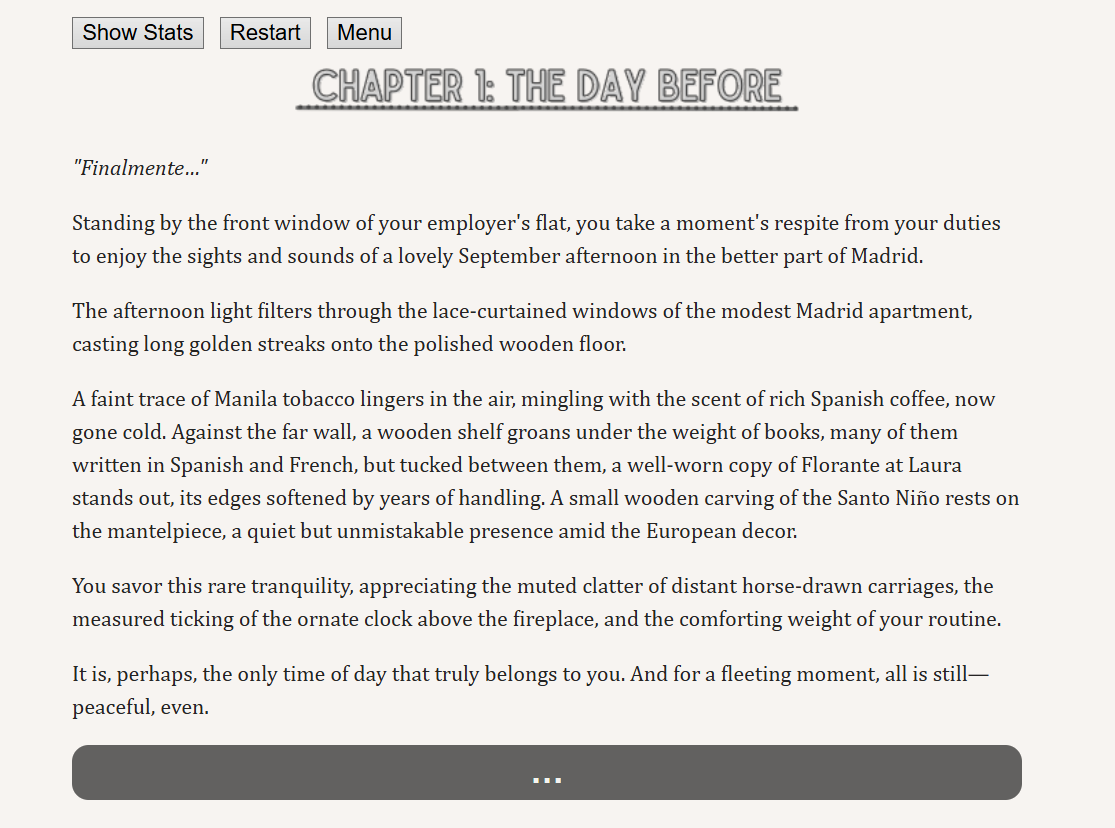 Show Stats Restart Menu
CHAPTER 1: THE DAY BEFORE
"Finalmente..."
Standing by the front window of your employer's flat, you take a moment's respite from your duties
to enjoy the sights and sounds of a lovely September afternoon in the better part of Madrid.
The afternoon light filters through the lace-curtained windows of the modest Madrid apartment,
casting long golden streaks onto the polished wooden floor.
A faint trace of Manila tobacco lingers in the air, mingling with the scent of rich Spanish coffee, now
gone cold. Against the far wall, a wooden shelf groans under the weight of books, many of them
written in Spanish and French, but tucked between them, a well-worn copy of Florante at Laura
stands out, its edges softened by years of handling. A small wooden carving of the Santo Niño rests on
the mantelpiece, a quiet but unmistakable presence amid the European decor.
You savor this rare tranquility, appreciating the muted clatter of distant horse-drawn carriages, the
measured ticking of the ornate clock above the fireplace, and the comforting weight of your routine.
It is, perhaps, the only time of day that truly belongs to you. And for a fleeting moment, all is still—
peaceful, even.
...